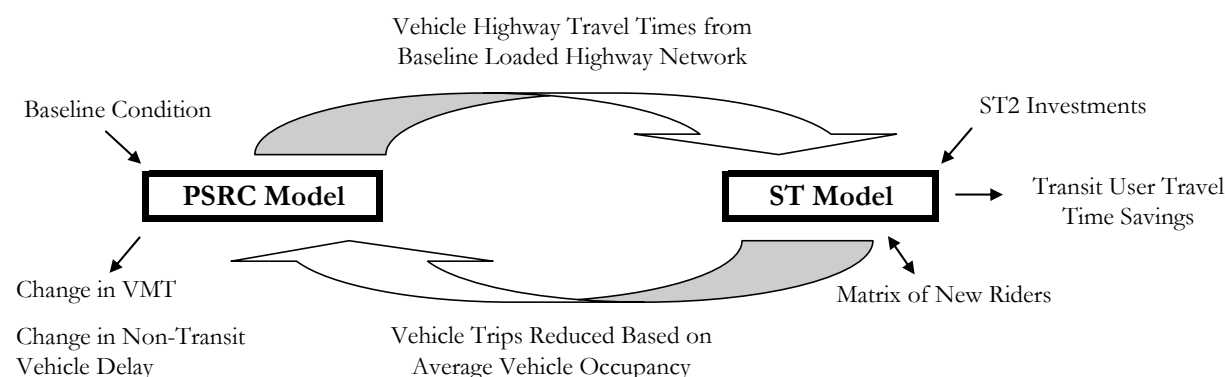 Vehicle Highway Travel Times from
Baseline Loaded Highway Network
Baseline Condition
ST2 Investments
PSRC Model
ST Model
Transit User Travel
Time Savings
Change in VMT
Matrix of New Riders
Change in Non-Transit
Vehicle Delay
Vehicle Trips Reduced Based on
Average Vehicle Occupancy